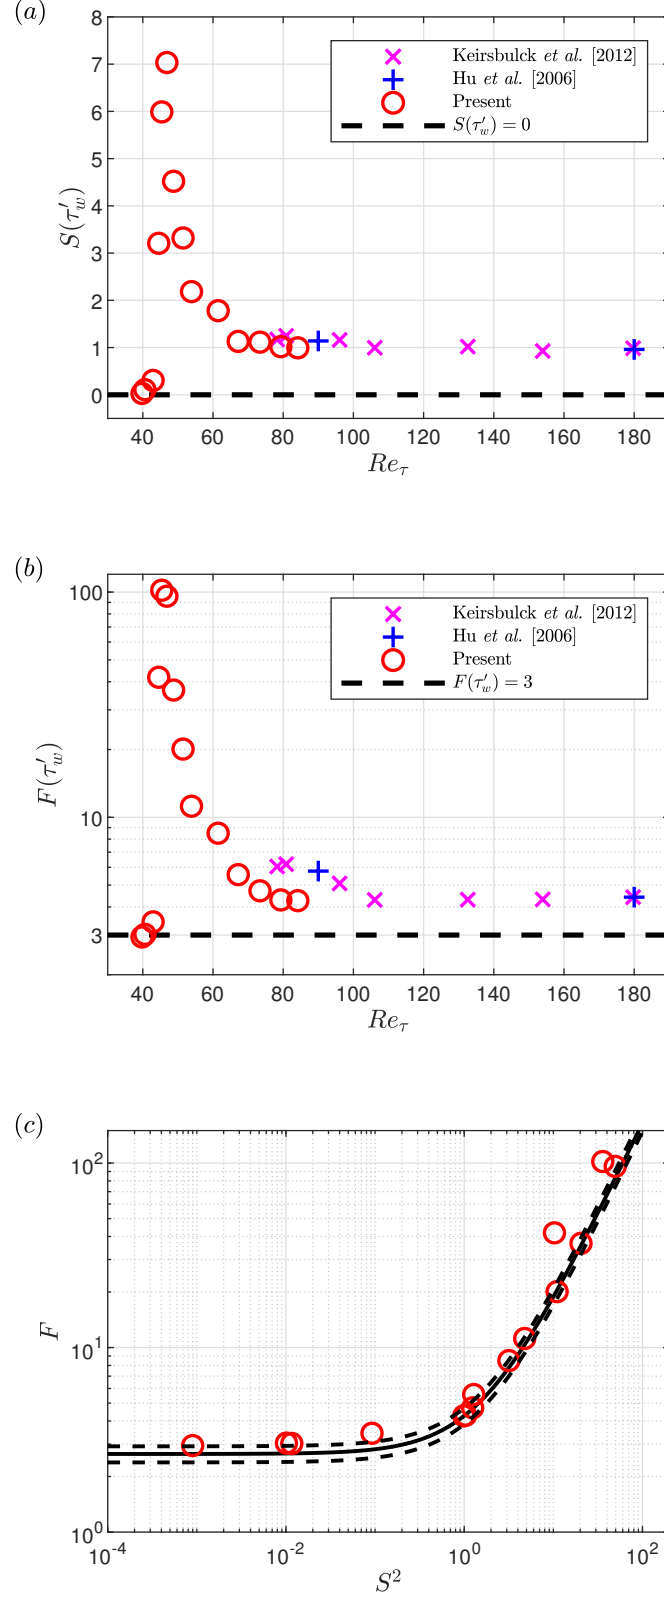 (a)
8
7
6
5
4
3
2
1
0
S(τ′w)
Keirsbulck et al. [2012]
Hu et al. [2006]
Present
S(τ′w) = 0
40 60 80 100 120 140 160 180
Reτ
(b)
100
10
3
F(τ′w)
Keirsbulck et al. [2012]
Hu et al. [2006]
Present
F(τ′w) = 3
40 60 80 100 120 140 160 180
Reτ
(c)
10²
10¹
10⁰
F
10⁻⁴ 10⁻² 10⁰ 10²
S²